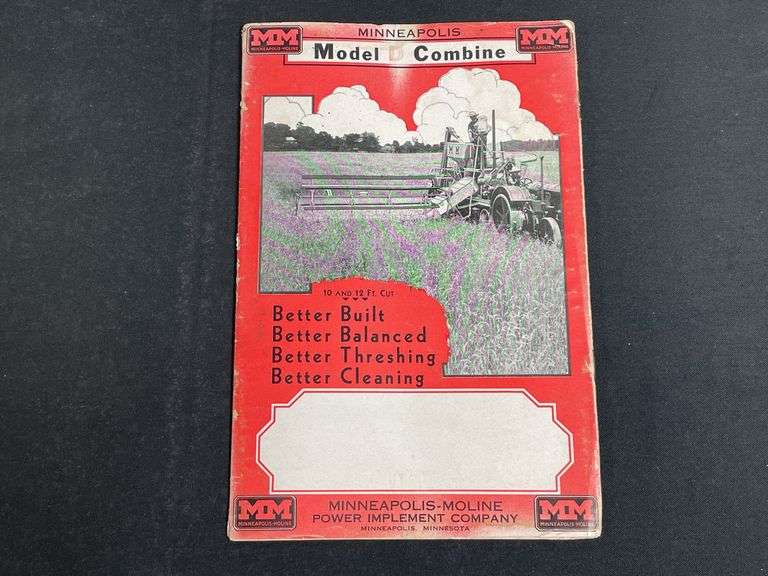 MM
MINNEAPOLIS-MOLINE
MINNEAPOLIS
Model D Combine
MM
MINNEAPOLIS-MOLINE
MM
10 AND 12 FT. CUT
Better Built
Better Balanced
Better Threshing
Better Cleaning
MM
MINNEAPOLIS-MOLINE
MINNEAPOLIS-MOLINE
POWER IMPLEMENT COMPANY
MINNEAPOLIS, MINNESOTA
MM
MINNEAPOLIS-MOLINE